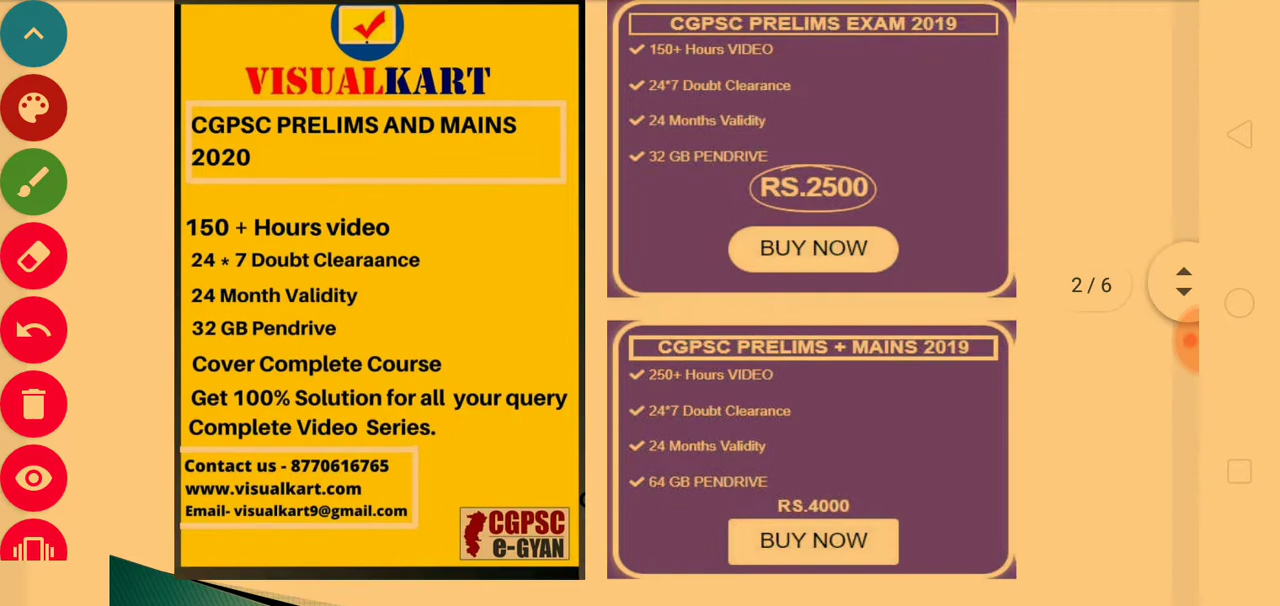 VISUALKART
CGPSC PRELIMS AND MAINS
2020
150 + Hours video
24 * 7 Doubt Clearaance
24 Month Validity
32 GB Pendrive
Cover Complete Course
Get 100% Solution for all your query
Complete Video Series.
Contact us - 8770616765
www.visualkart.com
Email- visualkart9@gmail.com
CGPSC
e-GYAN
CGPSC PRELIMS EXAM 2019
150+ Hours VIDEO
24*7 Doubt Clearance
24 Months Validity
32 GB PENDRIVE
RS.2500
BUY NOW
CGPSC PRELIMS + MAINS 2019
250+ Hours VIDEO
24*7 Doubt Clearance
24 Months Validity
64 GB PENDRIVE
RS.4000
BUY NOW
2 / 6